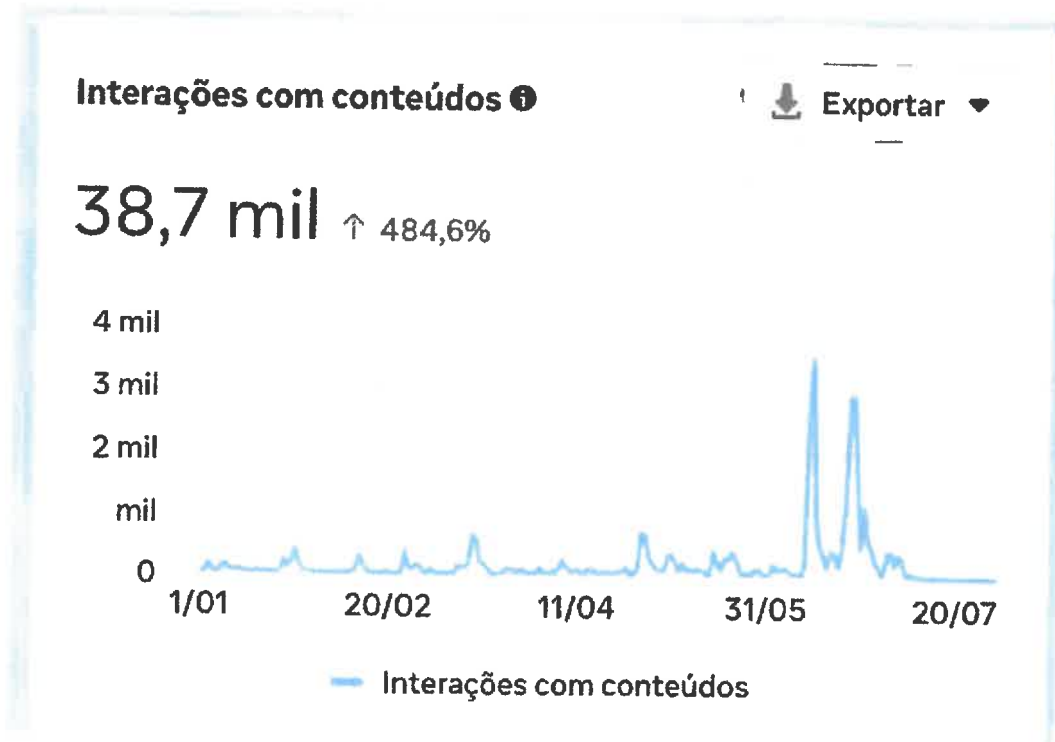 Interações com conteúdos
Exportar
38,7 mil ↑ 484,6%
4 mil
3 mil
2 mil
mil
0
1/01 20/02 11/04 31/05 20/07
Interações com conteúdos